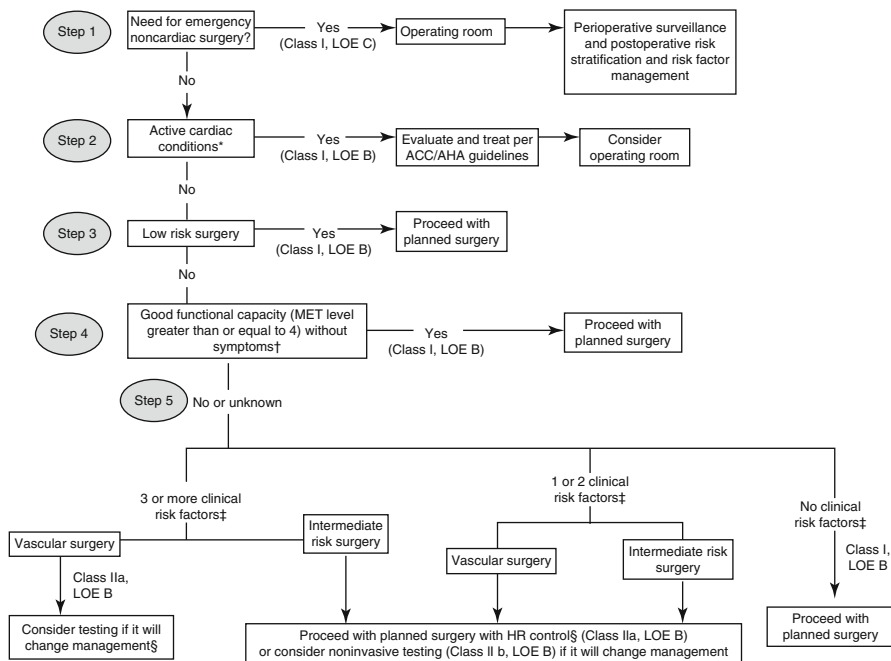 Step 1
Need for emergency
noncardiac surgery?
Yes
(Class I, LOE C)
Operating room
Perioperative surveillance
and postoperative risk
stratification and risk factor
management
No
Step 2
Active cardiac
conditions*
Yes
(Class I, LOE B)
Evaluate and treat per
ACC/AHA guidelines
Consider
operating room
No
Step 3
Low risk surgery
Yes
(Class I, LOE B)
Proceed with
planned surgery
No
Step 4
Good functional capacity (MET level
greater than or equal to 4) without
symptoms†
Yes
(Class I, LOE B)
Proceed with
planned surgery
Step 5
No or unknown
3 or more clinical
risk factors‡
1 or 2 clinical
risk factors‡
No clinical
risk factors‡
Vascular surgery
Intermediate
risk surgery
Vascular surgery
Intermediate risk
surgery
Class I,
LOE B
Class IIa,
LOE B
Consider testing if it will
change management§
Proceed with planned surgery with HR control§ (Class IIa, LOE B)
or consider noninvasive testing (Class II b, LOE B) if it will change management
Proceed with
planned surgery